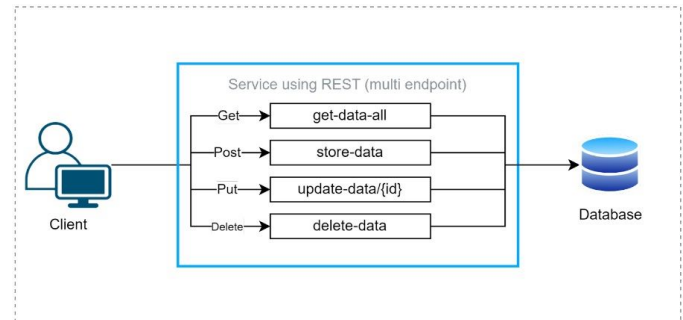 Service using REST (multi endpoint)
Get
get-data-all
Post
store-data
Put
update-data/{id}
Delete
delete-data
Client
Database